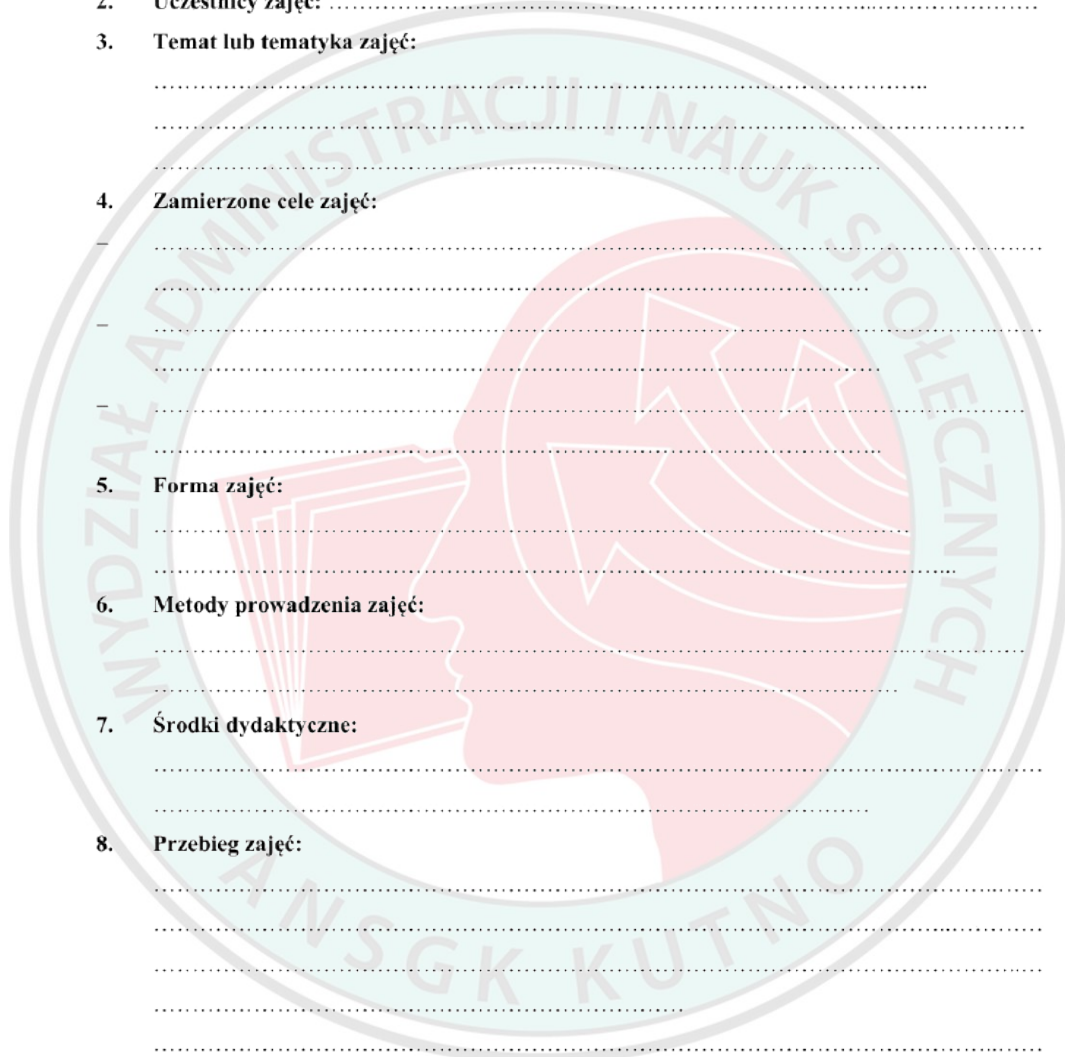 2. Uczestnicy zajęć: ........................................................................................
3. Temat lub tematyka zajęć:
........................................................................................
........................................................................................
........................................................................................
4. Zamierzone cele zajęć:
– ........................................................................................
........................................................................................
– ........................................................................................
........................................................................................
– ........................................................................................
........................................................................................
5. Forma zajęć:
........................................................................................
........................................................................................
6. Metody prowadzenia zajęć:
........................................................................................
........................................................................................
7. Środki dydaktyczne:
........................................................................................
........................................................................................
8. Przebieg zajęć:
........................................................................................
........................................................................................
........................................................................................
........................................................................................
........................................................................................
WYDZIAŁ ADMINISTRACJI I NAUK SPOŁECZNYCH
ANSGK KUTNO